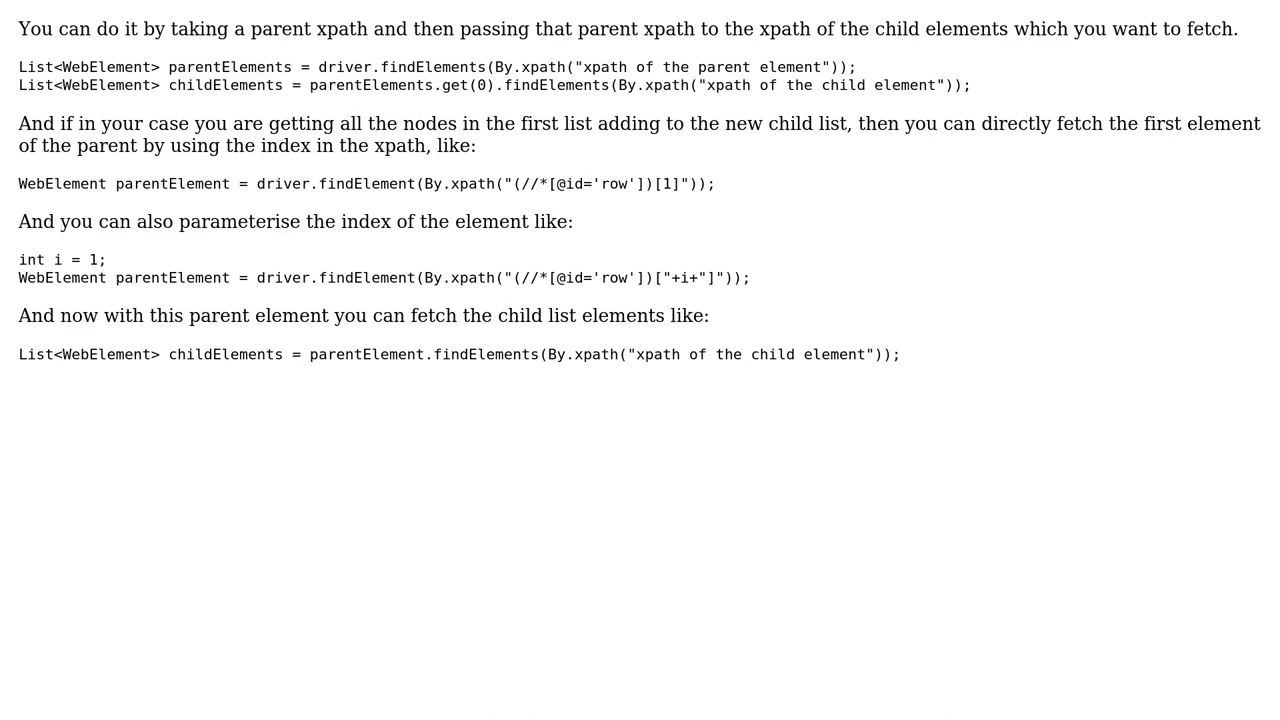 You can do it by taking a parent xpath and then passing that parent xpath to the xpath of the child elements which you want to fetch.
List<WebElement> parentElements = driver.findElements(By.xpath("xpath of the parent element"));
List<WebElement> childElements = parentElements.get(0).findElements(By.xpath("xpath of the child element"));
And if in your case you are getting all the nodes in the first list adding to the new child list, then you can directly fetch the first element
of the parent by using the index in the xpath, like:
WebElement parentElement = driver.findElement(By.xpath("(//*[@id='row'])[1]"));
And you can also parameterise the index of the element like:
int i = 1;
WebElement parentElement = driver.findElement(By.xpath("(//*[@id='row'])["+i+"]"));
And now with this parent element you can fetch the child list elements like:
List<WebElement> childElements = parentElement.findElements(By.xpath("xpath of the child element"));